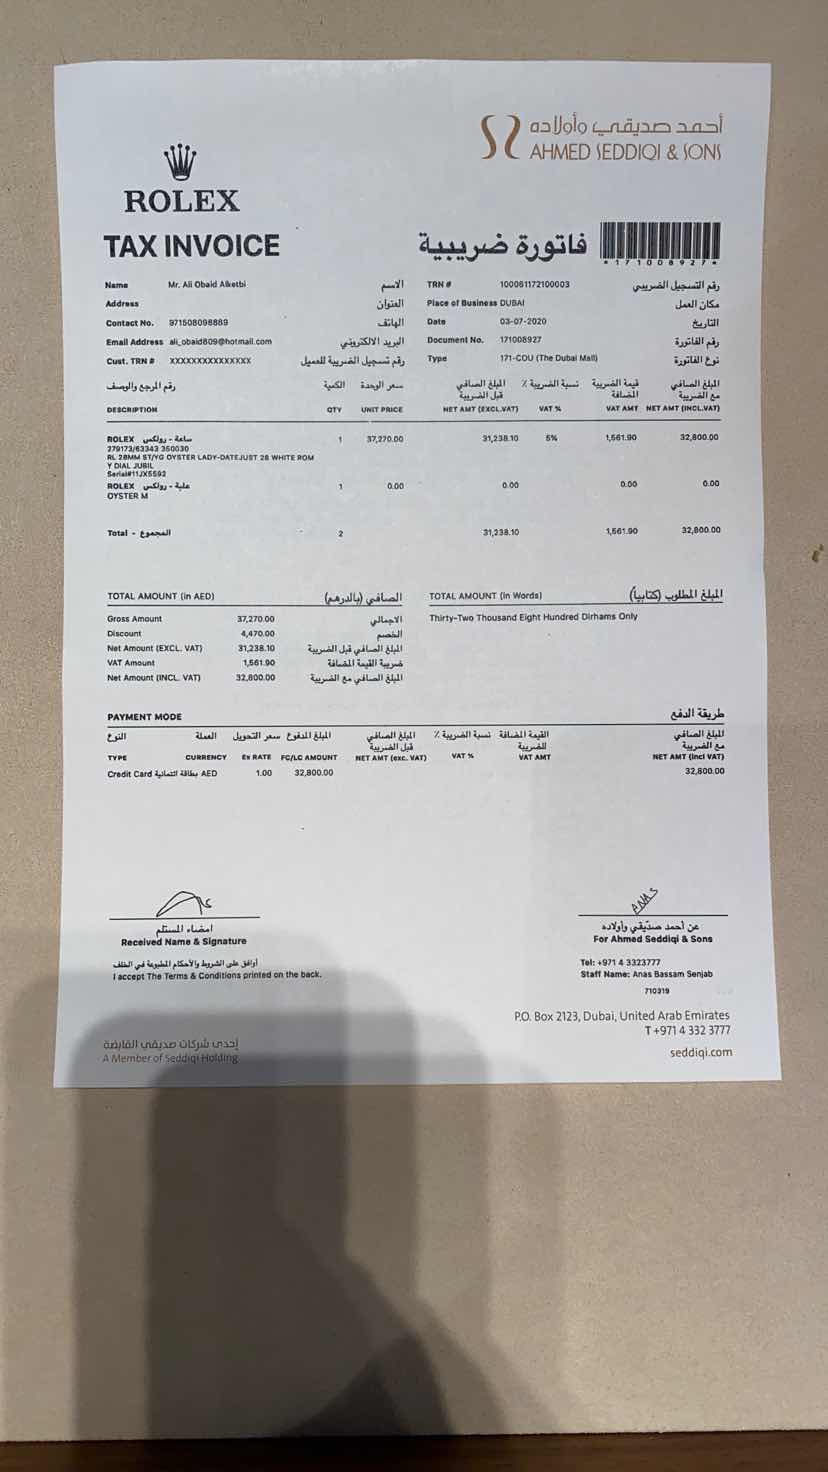 أحمد صديقي وأولاده
AHMED SEDDIQI & SONS
ROLEX
TAX INVOICE فاتورة ضريبية
*171008927*
Name Mr. Ali Obaid Alketbi الاسم
Address العنوان
Contact No. 971508098889 الهاتف
Email Address ali_obaid809@hotmail.com البريد الالكتروني
Cust. TRN # XXXXXXXXXXXXXXX رقم تسجيل الضريبة للعميل
TRN # 100061172100003 رقم التسجيل الضريبي
Place of Business DUBAI مكان العمل
Date 03-07-2020 التاريخ
Document No. 171008927 رقم الفاتورة
Type 171-COU (The Dubai Mall) نوع الفاتورة
رقم المرجع والوصف الكمية سعر الوحدة المبلغ الصافي قبل الضريبة نسبة الضريبة ٪ قيمة الضريبة المضافة المبلغ الصافي مع الضريبة
DESCRIPTION QTY UNIT PRICE NET AMT (EXCL.VAT) VAT % VAT AMT NET AMT (INCL.VAT)
ROLEX ساعة - رولكس 1 37,270.00 31,238.10 5% 1,561.90 32,800.00
279173/63343 350030
RL 28MM ST/YG OYSTER LADY-DATEJUST 28 WHITE ROM
Y DIAL JUBIL
Serial#11JX5592
ROLEX علبة - رولكس 1 0.00 0.00 0.00 0.00
OYSTER M
Total - المجموع 2 31,238.10 1,561.90 32,800.00
TOTAL AMOUNT (in AED) الصافي (بالدرهم)
Gross Amount 37,270.00 الاجمالي
Discount 4,470.00 الخصم
Net Amount (EXCL. VAT) 31,238.10 المبلغ الصافي قبل الضريبة
VAT Amount 1,561.90 ضريبة القيمة المضافة
Net Amount (INCL. VAT) 32,800.00 المبلغ الصافي مع الضريبة
TOTAL AMOUNT (in Words) المبلغ المطلوب (كتابياً)
Thirty-Two Thousand Eight Hundred Dirhams Only
PAYMENT MODE طريقة الدفع
النوع العملة سعر التحويل المبلغ المدفوع المبلغ الصافي قبل الضريبة نسبة الضريبة ٪ القيمة المضافة للضريبة المبلغ الصافي مع الضريبة
TYPE CURRENCY Ex RATE FC/LC AMOUNT NET AMT (exc. VAT) VAT % VAT AMT NET AMT (incl VAT)
Credit Card بطاقة ائتمانية AED 1.00 32,800.00 32,800.00
امضاء المستلم
Received Name & Signature
أوافق على الشروط والأحكام المطبوعة في الخلف
I accept The Terms & Conditions printed on the back.
ANAS
عن أحمد صدّيقي وأولاده
For Ahmed Seddiqi & Sons
Tel: +971 4 3323777
Staff Name: Anas Bassam Senjab
710319
P.O. Box 2123, Dubai, United Arab Emirates
T +971 4 332 3777
seddiqi.com
إحدى شركات صديقي القابضة
A Member of Seddiqi Holding